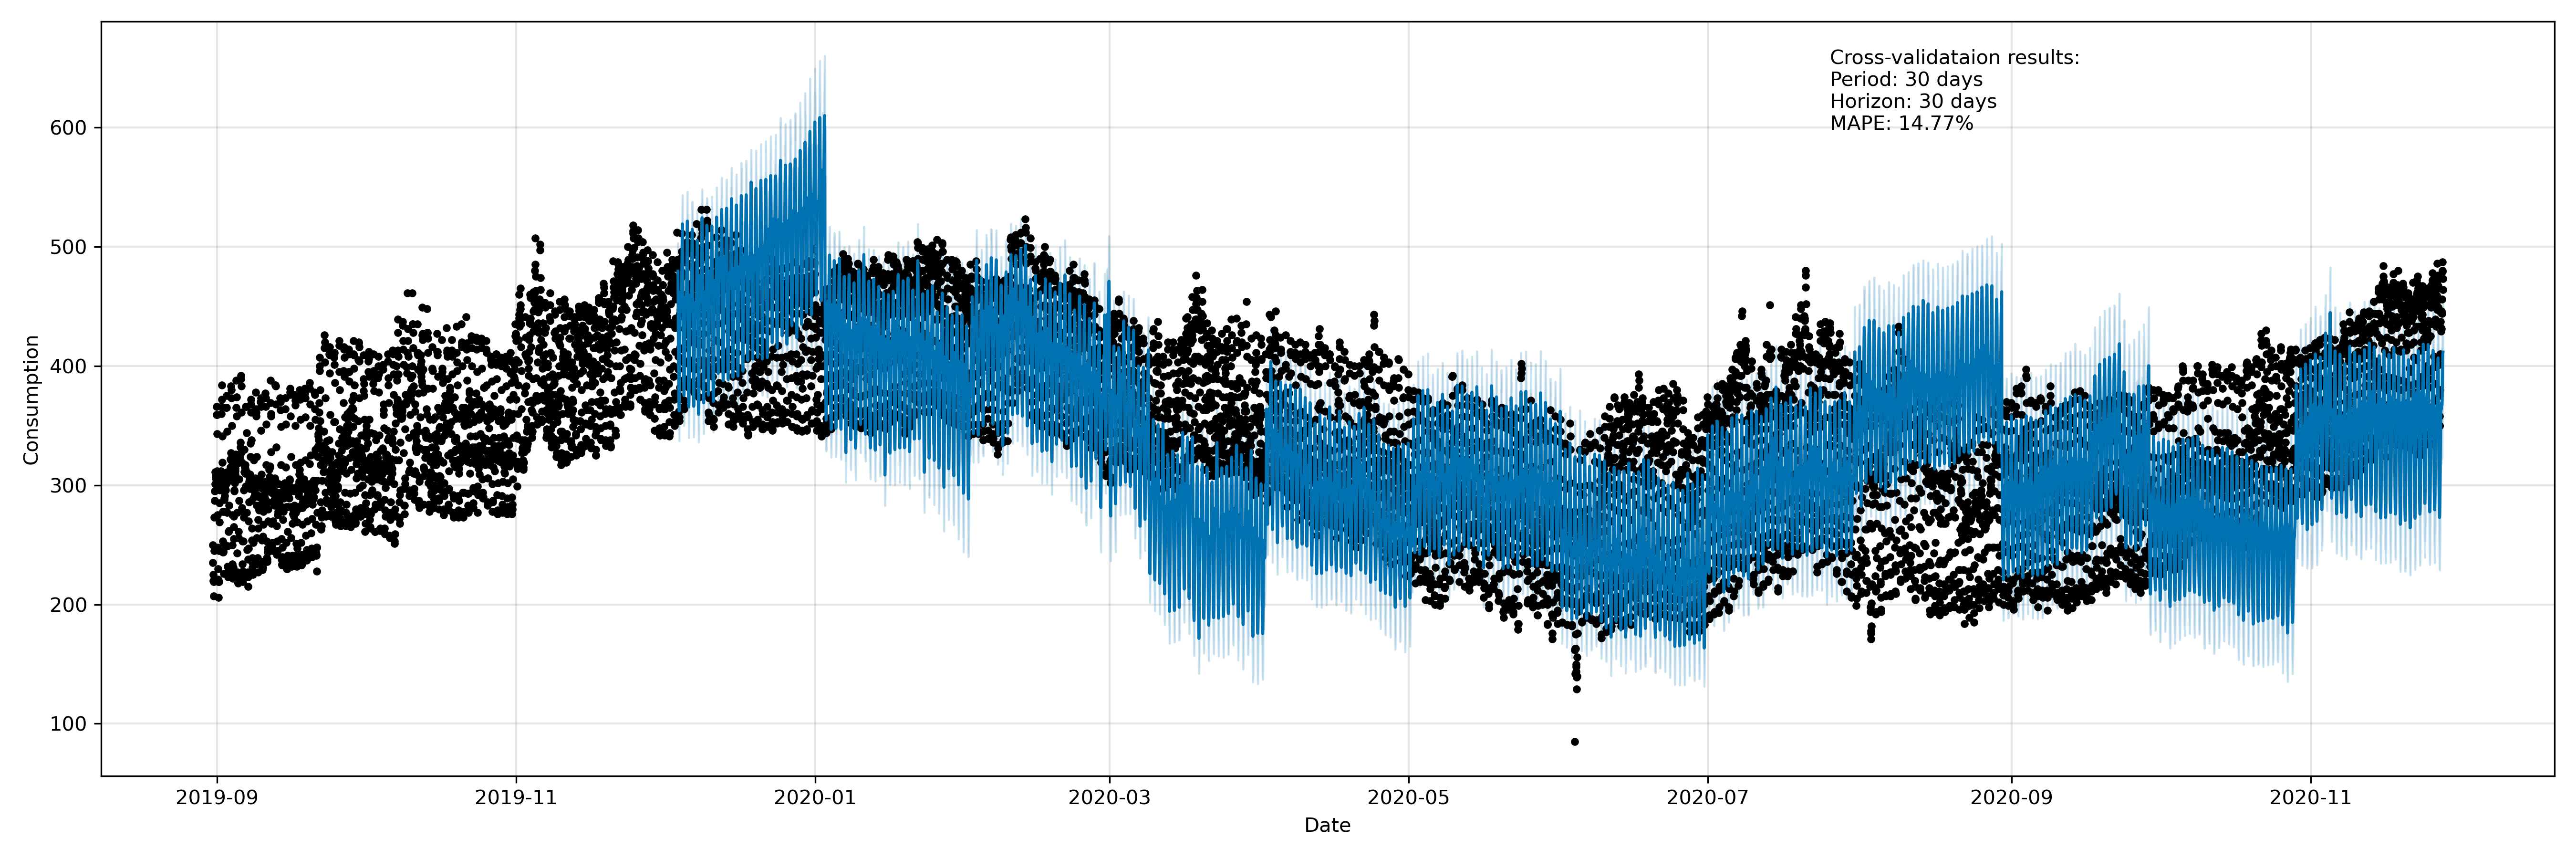 Cross-validataion results:
Period: 30 days
Horizon: 30 days
MAPE: 14.77%
600
500
400
300
200
100
Consumption
2019-09 2019-11 2020-01 2020-03 2020-05 2020-07 2020-09 2020-11
Date